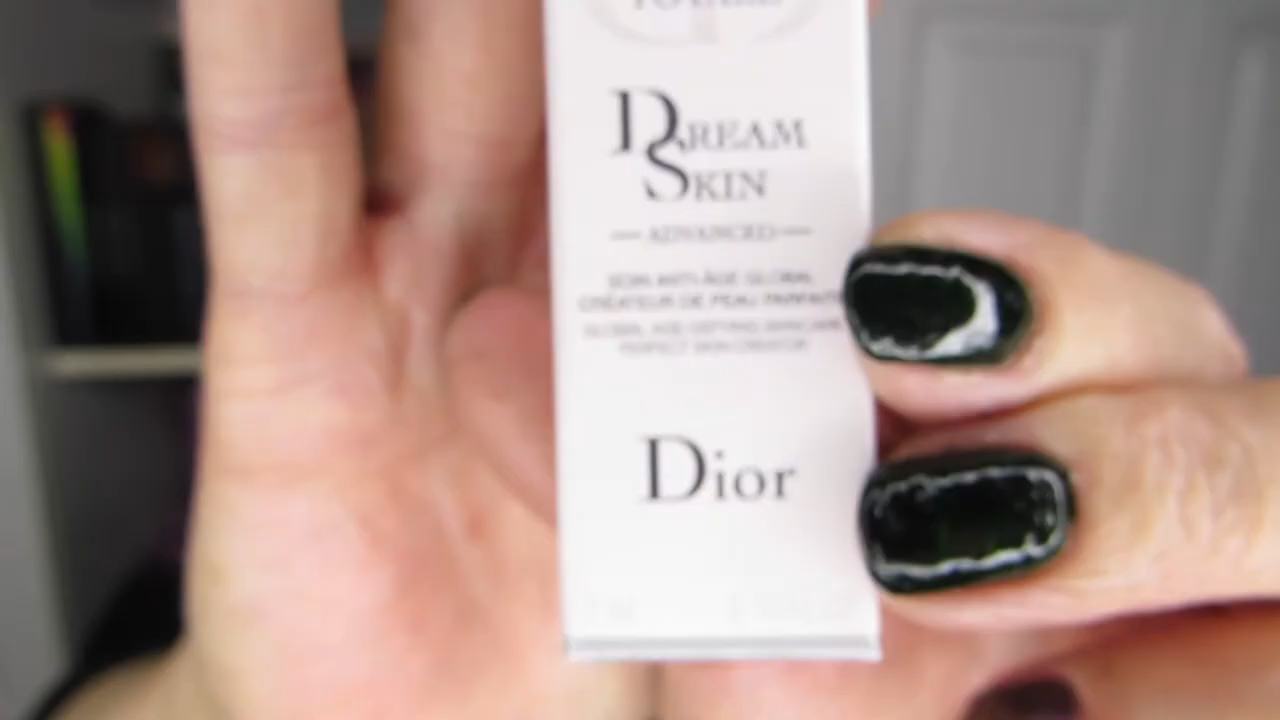 TOTALE
DREAM
SKIN
— ADVANCED —
SOIN ANTI-ÂGE GLOBAL
CRÉATEUR DE PEAU PARFAITE
GLOBAL AGE-DEFYING SKINCARE
PERFECT SKIN CREATOR
Dior